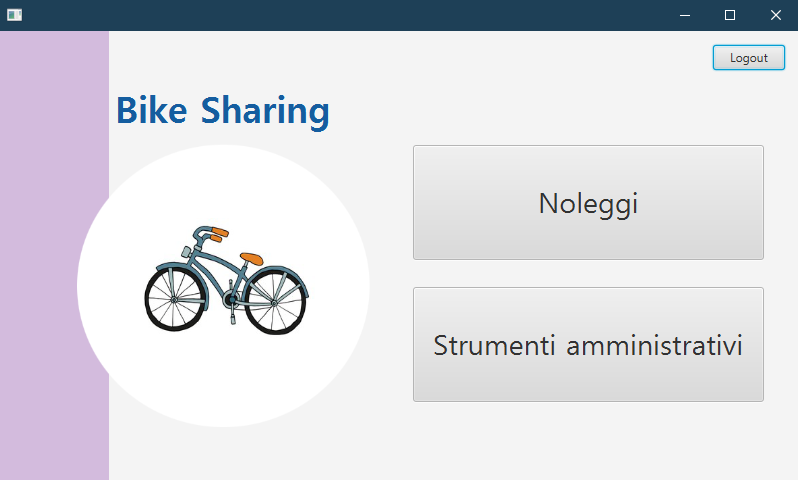 Logout
Bike Sharing
Noleggi
Strumenti amministrativi